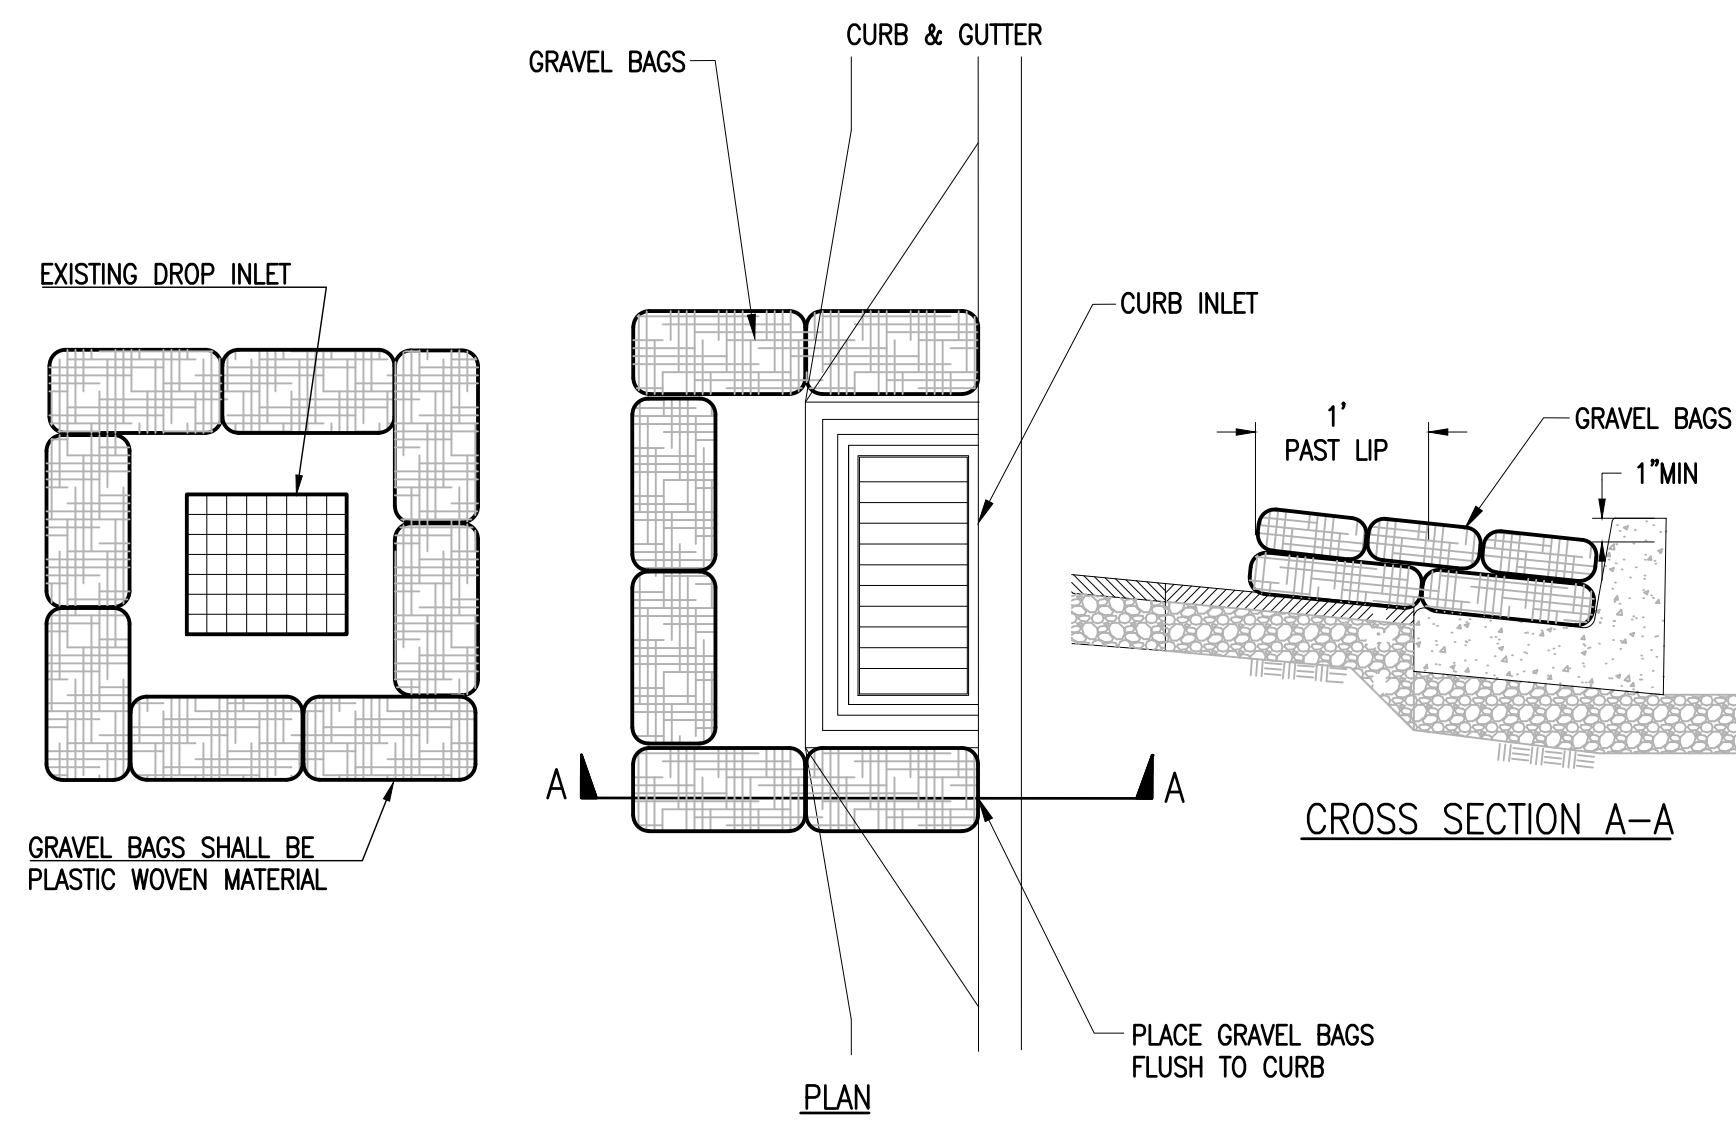 CURB & GUTTER
GRAVEL BAGS
EXISTING DROP INLET
CURB INLET
1'
PAST LIP
GRAVEL BAGS
1"MIN
A
A
CROSS SECTION A-A
GRAVEL BAGS SHALL BE
PLASTIC WOVEN MATERIAL
PLACE GRAVEL BAGS
FLUSH TO CURB
PLAN